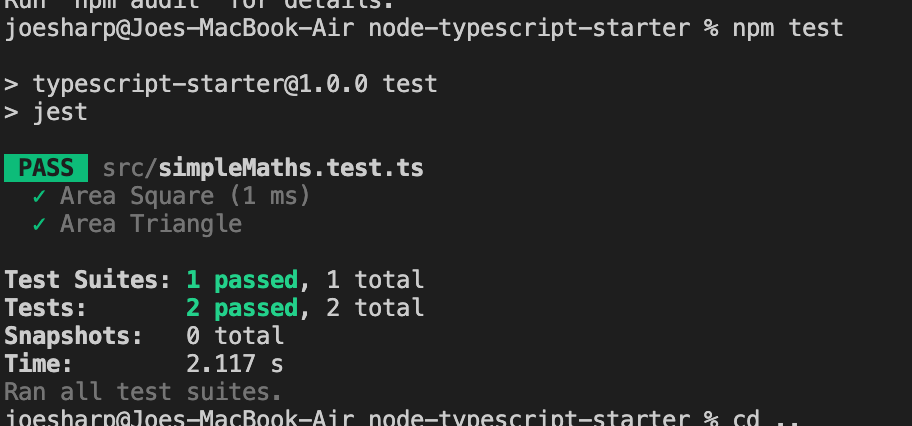 Run `npm audit` for details.
joesharp@Joes-MacBook-Air node-typescript-starter % npm test
> typescript-starter@1.0.0 test
> jest
PASS src/simpleMaths.test.ts
✓ Area Square (1 ms)
✓ Area Triangle
Test Suites: 1 passed, 1 total
Tests: 2 passed, 2 total
Snapshots: 0 total
Time: 2.117 s
Ran all test suites.
joesharp@Joes-MacBook-Air node-typescript-starter % cd ..